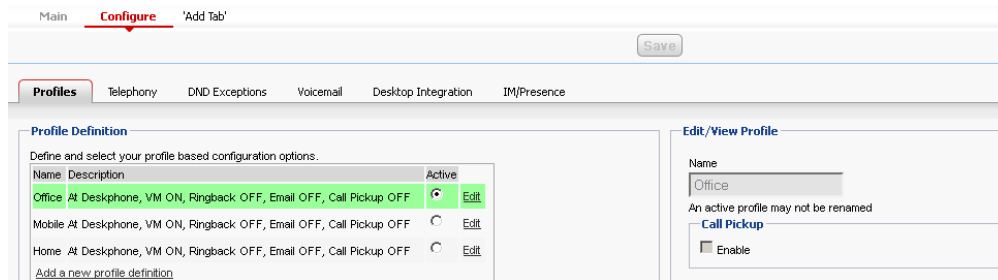 Main Configure 'Add Tab'
Save
Profiles Telephony DND Exceptions Voicemail Desktop Integration IM/Presence
Profile Definition
Define and select your profile based configuration options.
Name Description Active
Office At Deskphone, VM ON, Ringback OFF, Email OFF, Call Pickup OFF Edit
Mobile At Deskphone, VM ON, Ringback OFF, Email OFF, Call Pickup OFF Edit
Home At Deskphone, VM ON, Ringback OFF, Email OFF, Call Pickup OFF Edit
Add a new profile definition
Edit/View Profile
Name
Office
An active profile may not be renamed
Call Pickup
Enable